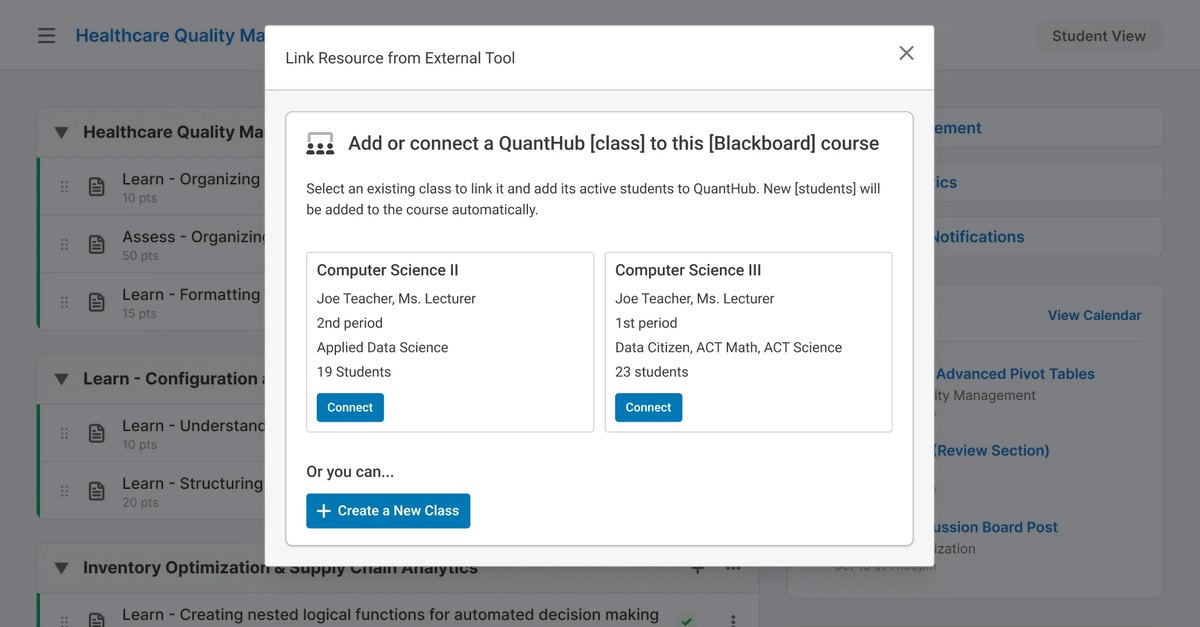 Healthcare Quality Ma
Student View
Link Resource from External Tool
Add or connect a QuantHub [class] to this [Blackboard] course
Select an existing class to link it and add its active students to QuantHub. New [students] will
be added to the course automatically.
Computer Science II
Joe Teacher, Ms. Lecturer
2nd period
Applied Data Science
19 Students
Connect
Computer Science III
Joe Teacher, Ms. Lecturer
1st period
Data Citizen, ACT Math, ACT Science
23 students
Connect
Or you can...
+ Create a New Class
Healthcare Quality Ma
Learn - Organizing
10 pts
Assess - Organizing
50 pts
Learn - Formatting
15 pts
Learn - Configuration
Learn - Understand
10 pts
Learn - Structuring
20 pts
Inventory Optimization & Supply Chain Analytics
Learn - Creating nested logical functions for automated decision making
ement
tics
Notifications
View Calendar
Advanced Pivot Tables
ity Management
(Review Section)
ussion Board Post
ization
Oct 18 at 11:59pm